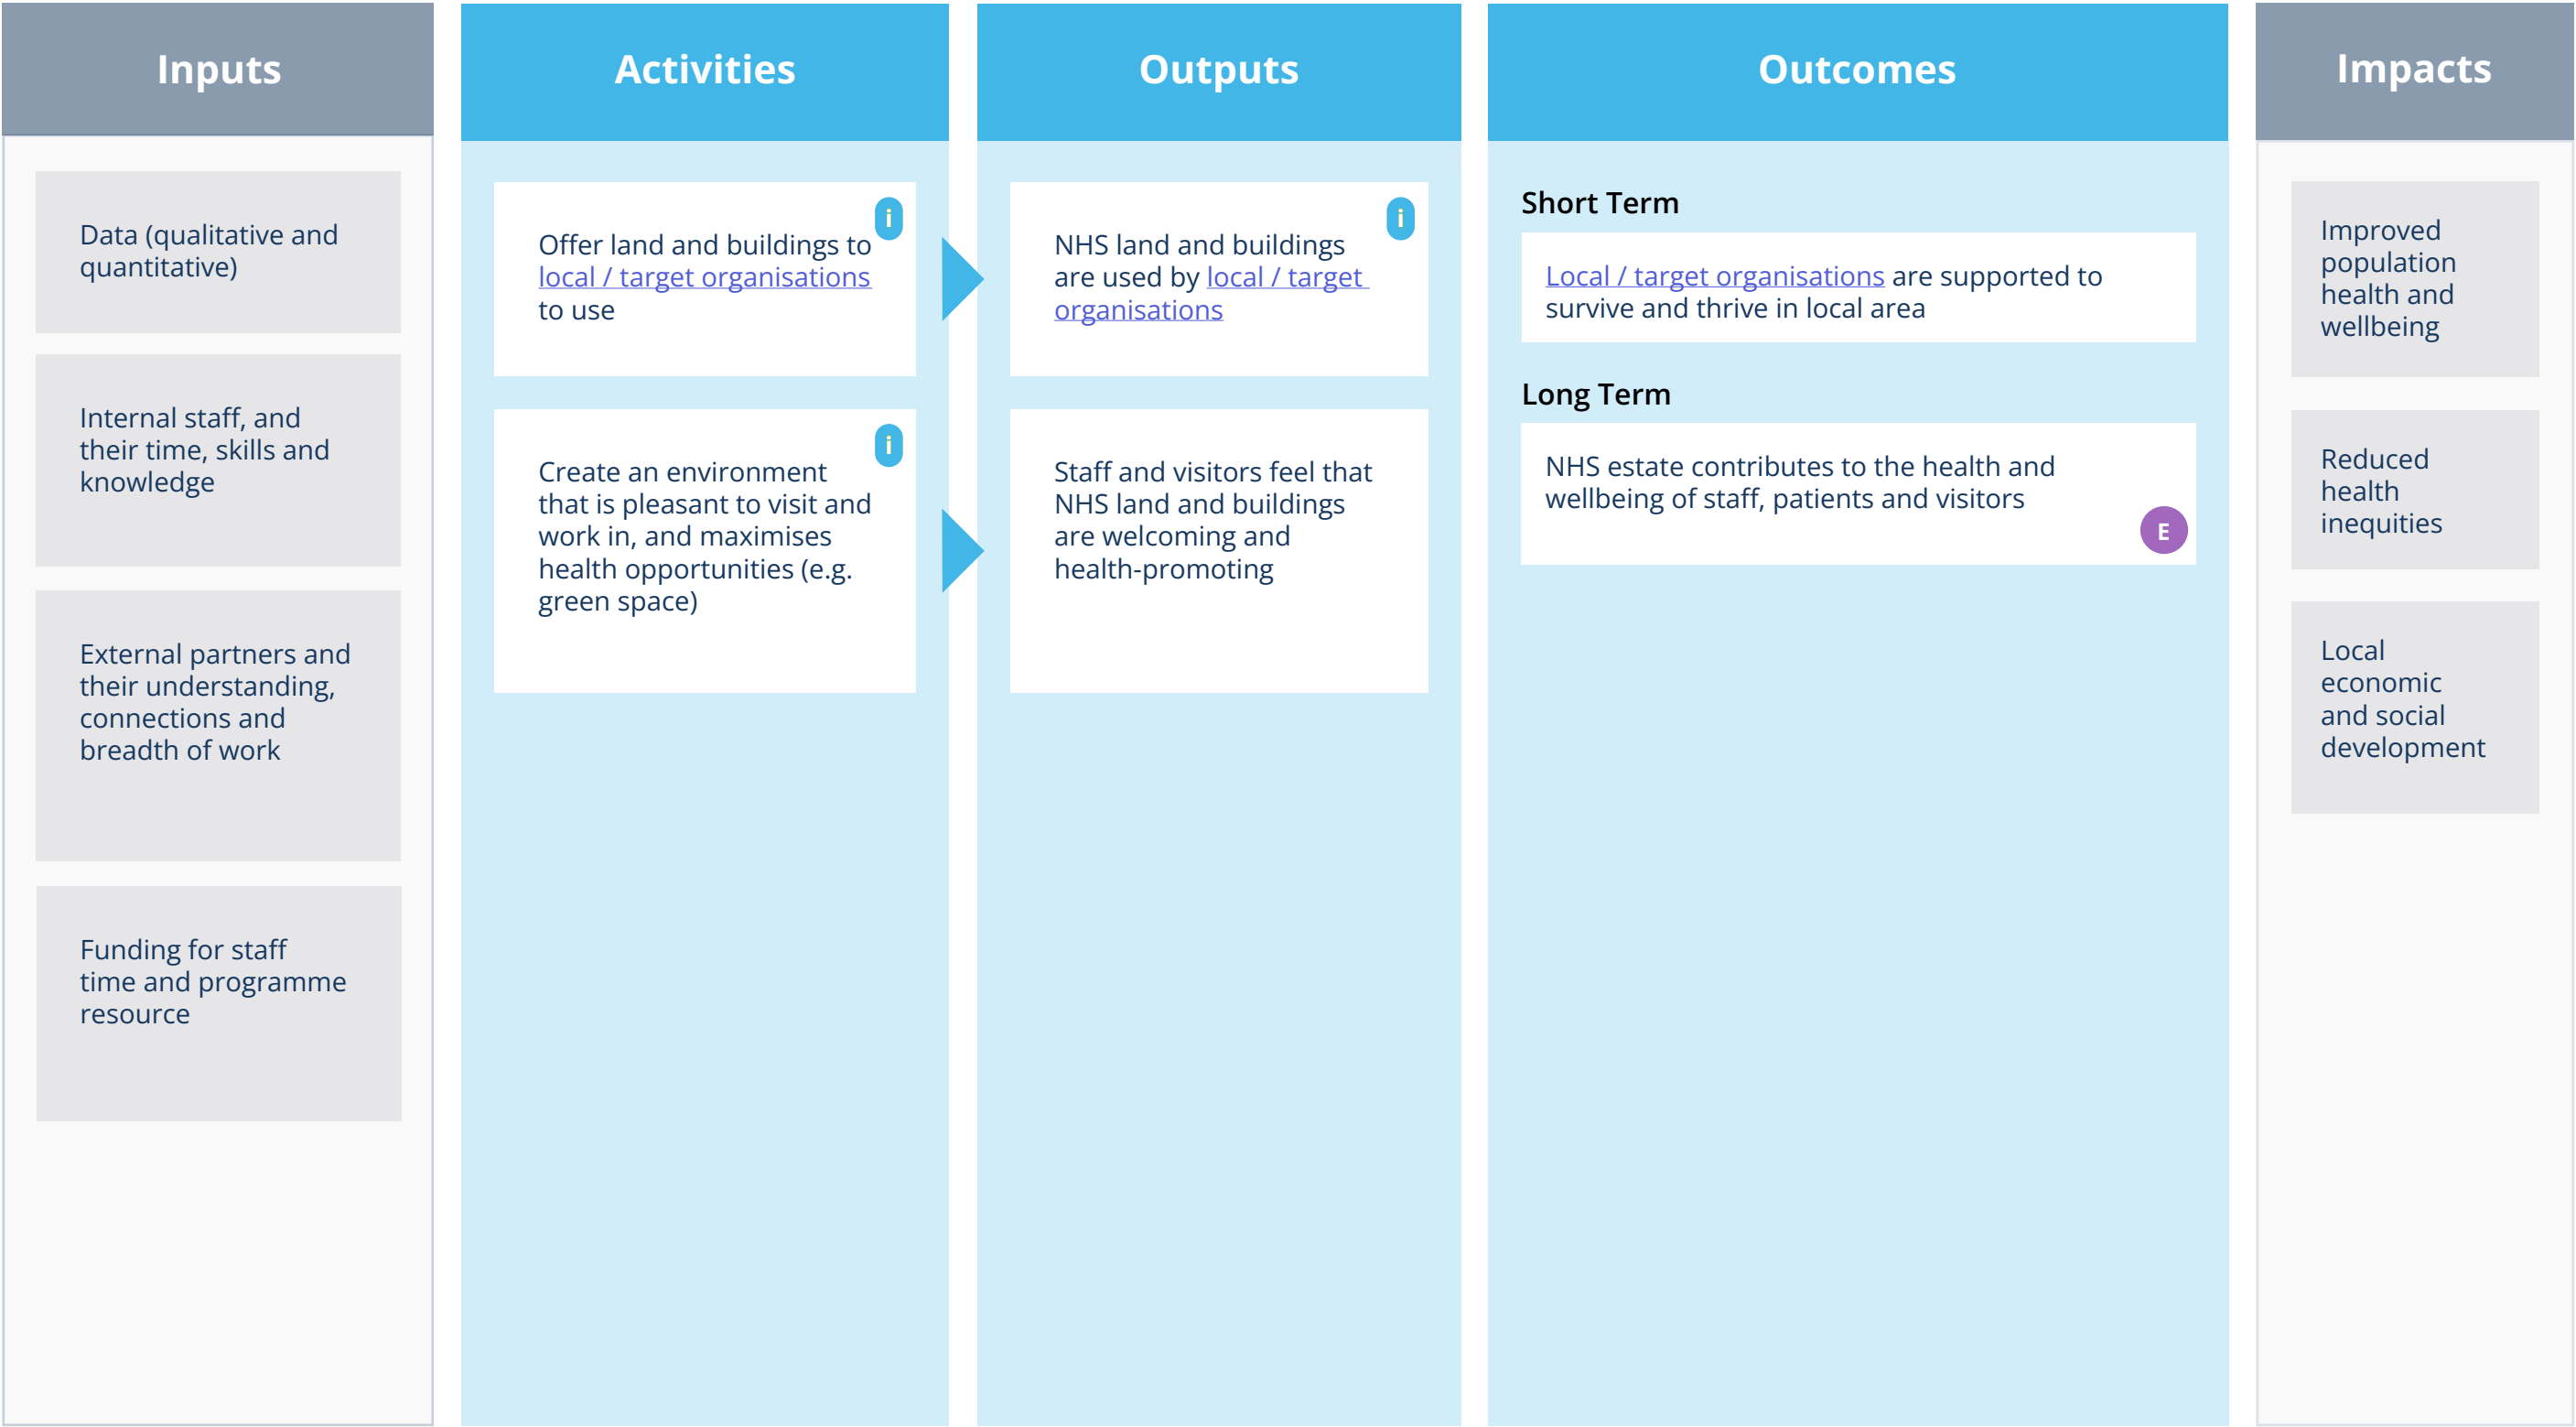 Inputs
Data (qualitative and
quantitative)
Internal staff, and
their time, skills and
knowledge
External partners and
their understanding,
connections and
breadth of work
Funding for staff
time and programme
resource
Activities
i
Offer land and buildings to
local / target organisations
to use
i
Create an environment
that is pleasant to visit and
work in, and maximises
health opportunities (e.g.
green space)
Outputs
i
NHS land and buildings
are used by local / target
organisations
Staff and visitors feel that
NHS land and buildings
are welcoming and
health-promoting
Outcomes
Short Term
Local / target organisations are supported to
survive and thrive in local area
Long Term
NHS estate contributes to the health and
wellbeing of staff, patients and visitors
E
Impacts
Improved
population
health and
wellbeing
Reduced
health
inequities
Local
economic
and social
development